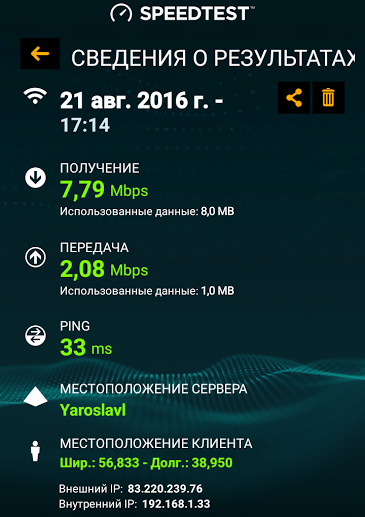 SPEEDTEST™
СВЕДЕНИЯ О РЕЗУЛЬТАТАХ
21 авг. 2016 г. -
17:14
ПОЛУЧЕНИЕ
7,79 Mbps
Использованные данные: 8,0 MB
ПЕРЕДАЧА
2,08 Mbps
Использованные данные: 1,0 MB
PING
33 ms
МЕСТОПОЛОЖЕНИЕ СЕРВЕРА
Yaroslavl
МЕСТОПОЛОЖЕНИЕ КЛИЕНТА
Шир.: 56,833 - Долг.: 38,950
Внешний IP: 83.220.239.76
Внутренний IP: 192.168.1.33